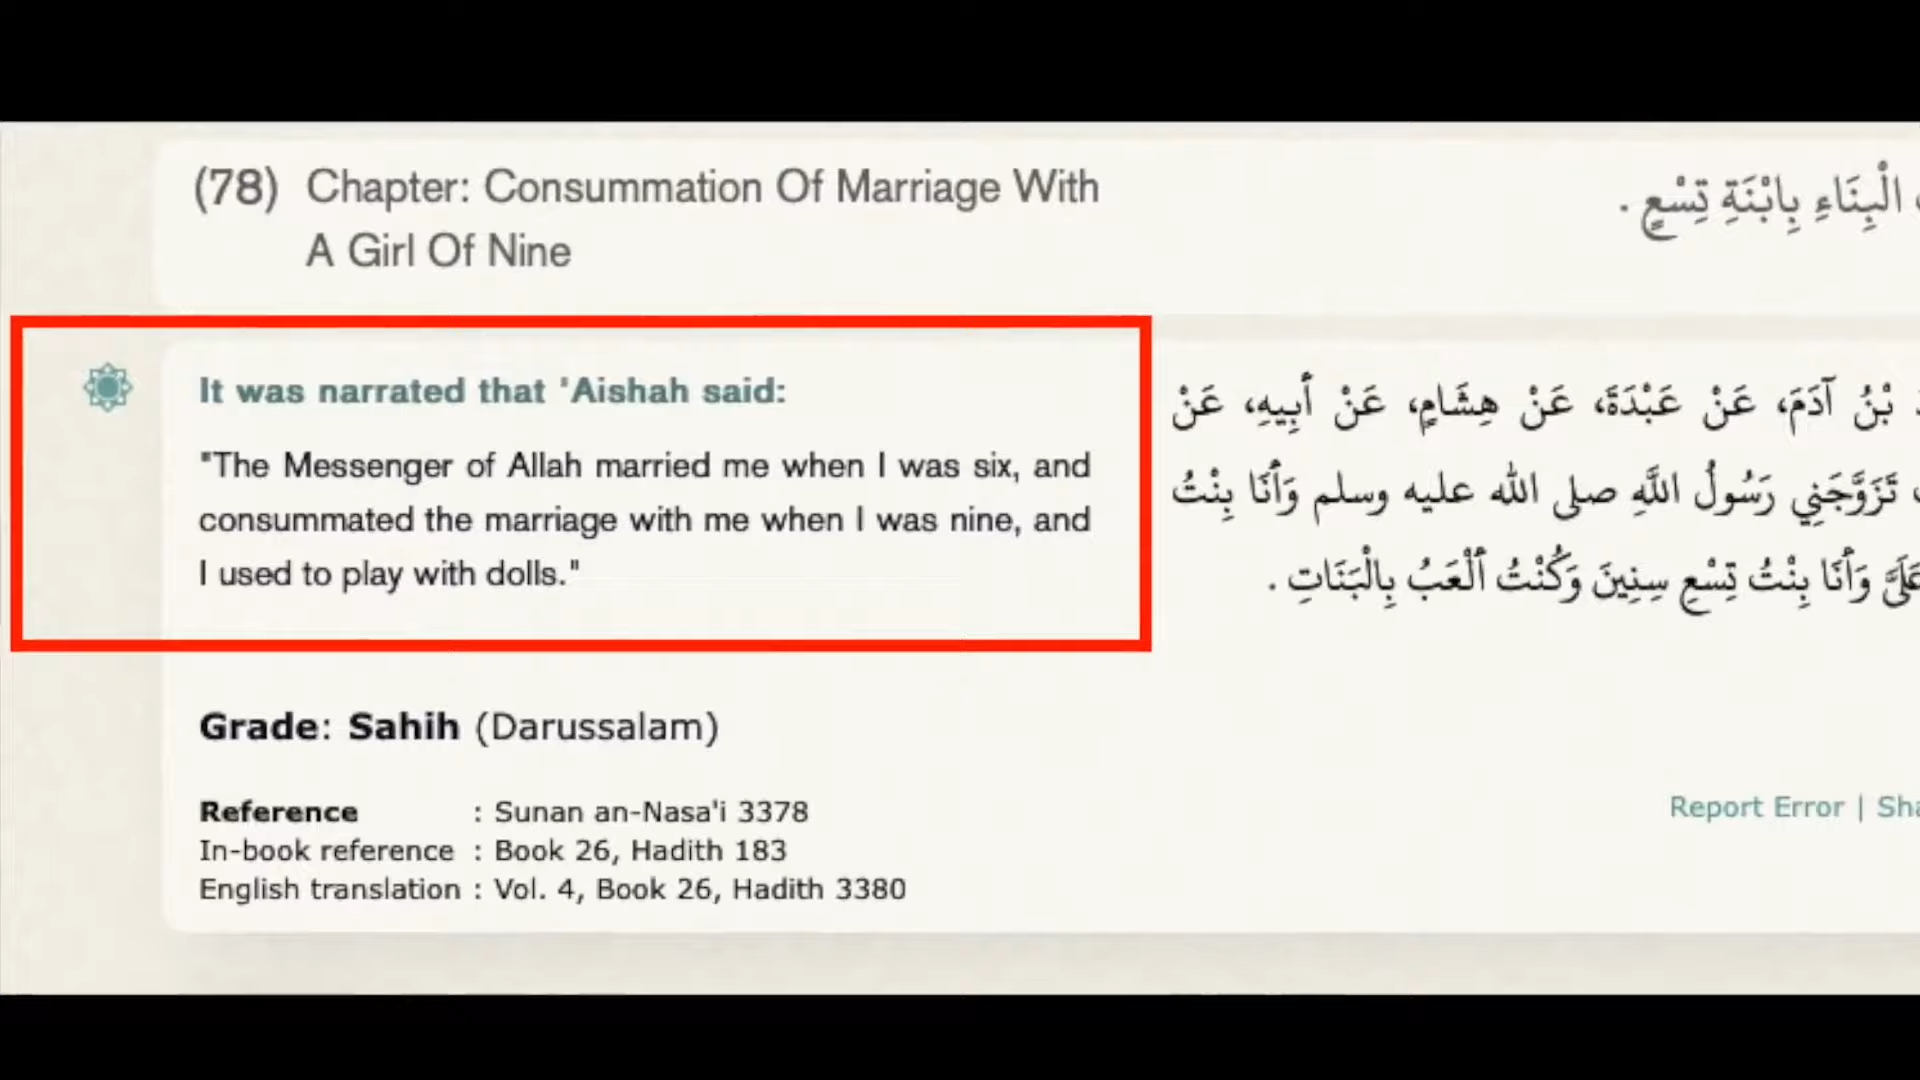 (78) Chapter: Consummation Of Marriage With
A Girl Of Nine
الْبِنَاءِ بِابْنَةِ تِسْعٍ .
It was narrated that 'Aishah said:
"The Messenger of Allah married me when I was six, and
consummated the marriage with me when I was nine, and
I used to play with dolls."
بْنُ آدَمَ، عَنْ عَبْدَةَ، عَنْ هِشَامٍ، عَنْ أَبِيهِ، عَنْ
تَزَوَّجَنِي رَسُولُ اللَّهِ صلى الله عليه وسلم وَأَنَا بِنْتُ
عَلَىَّ وَأَنَا بِنْتُ تِسْعِ سِنِينَ وَكُنْتُ أَلْعَبُ بِالْبَنَاتِ .
Grade: Sahih (Darussalam)
Reference : Sunan an-Nasa'i 3378
In-book reference : Book 26, Hadith 183
English translation : Vol. 4, Book 26, Hadith 3380
Report Error | Sha